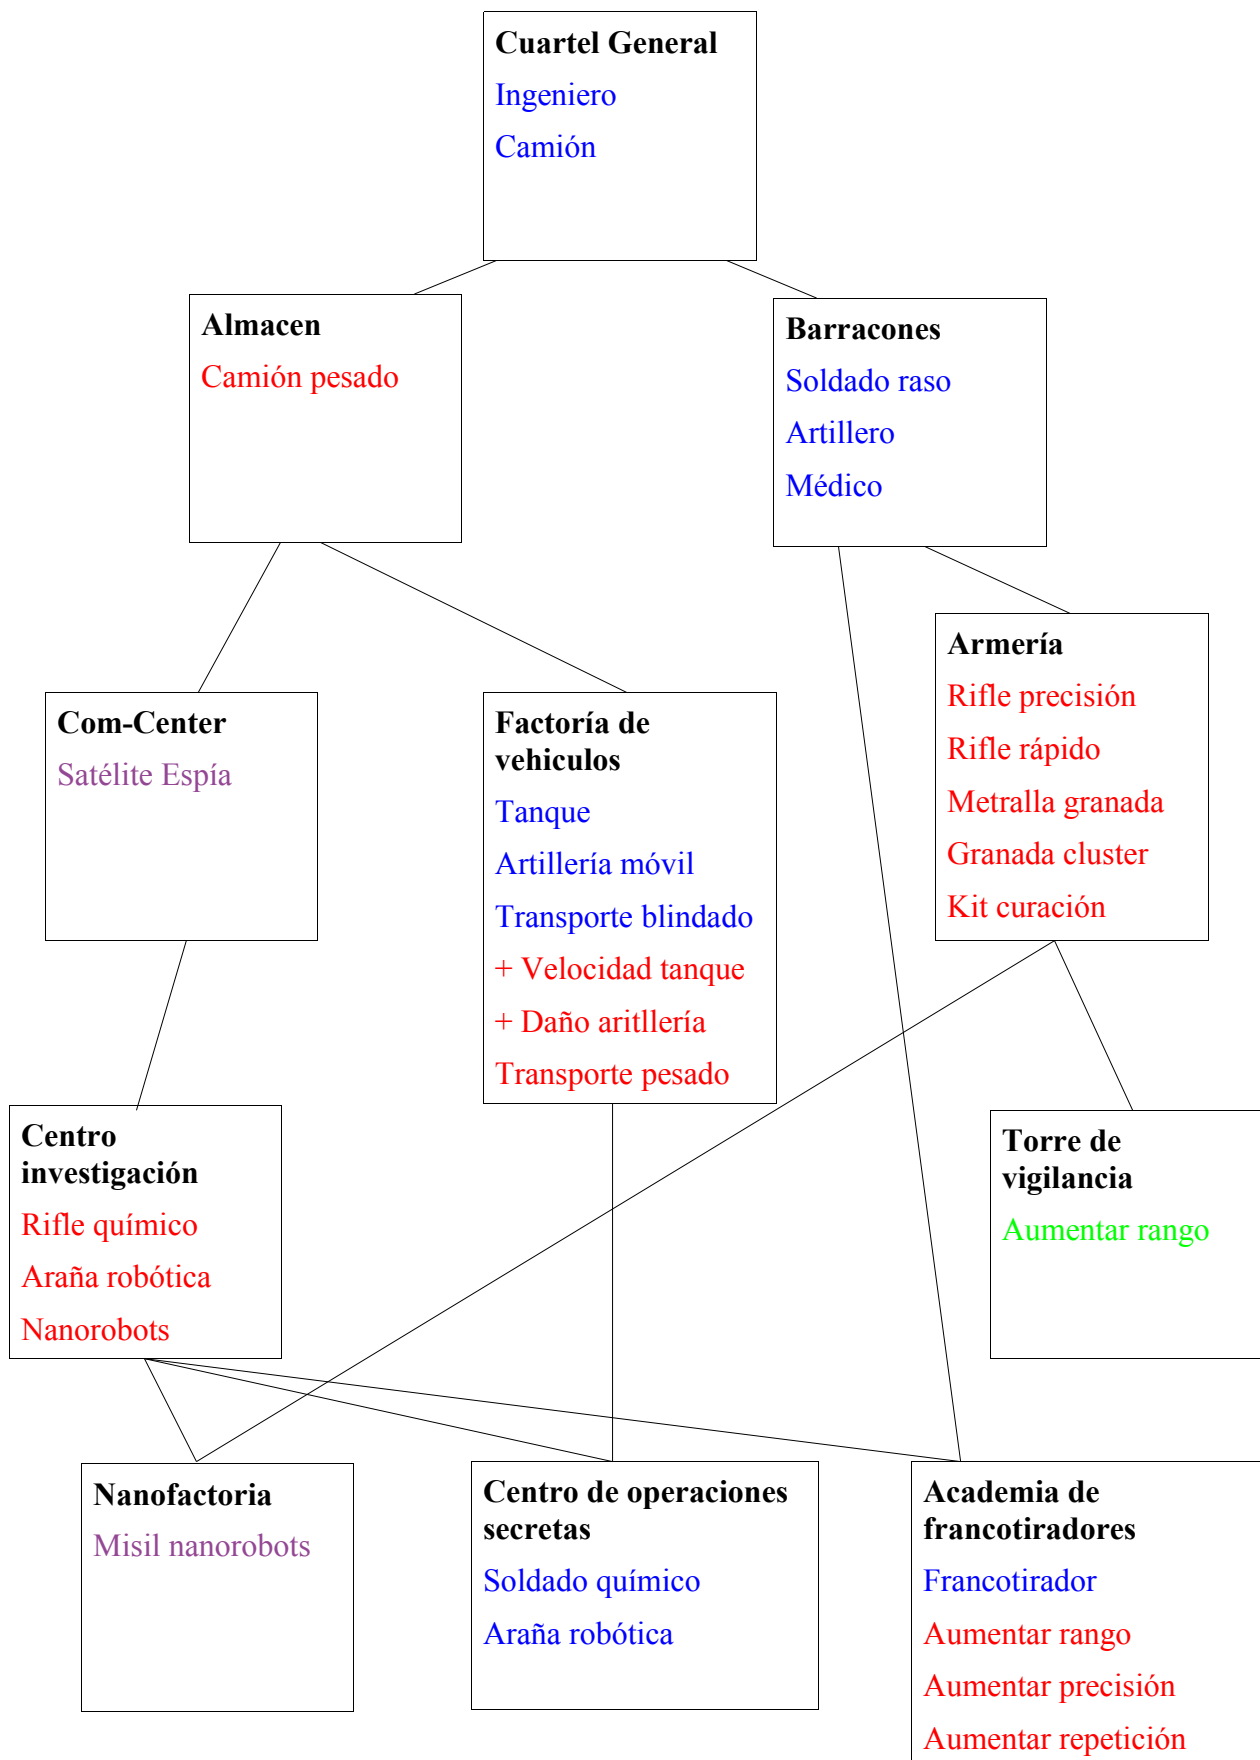 Cuartel General
Ingeniero
Camión
Almacen
Camión pesado
Barracones
Soldado raso
Artillero
Médico
Com-Center
Satélite Espía
Factoría de
vehiculos
Tanque
Artillería móvil
Transporte blindado
+ Velocidad tanque
+ Daño aritllería
Transporte pesado
Armería
Rifle precisión
Rifle rápido
Metralla granada
Granada cluster
Kit curación
Centro
investigación
Rifle químico
Araña robótica
Nanorobots
Torre de
vigilancia
Aumentar rango
Nanofactoria
Misil nanorobots
Centro de operaciones
secretas
Soldado químico
Araña robótica
Academia de
francotiradores
Francotirador
Aumentar rango
Aumentar precisión
Aumentar repetición